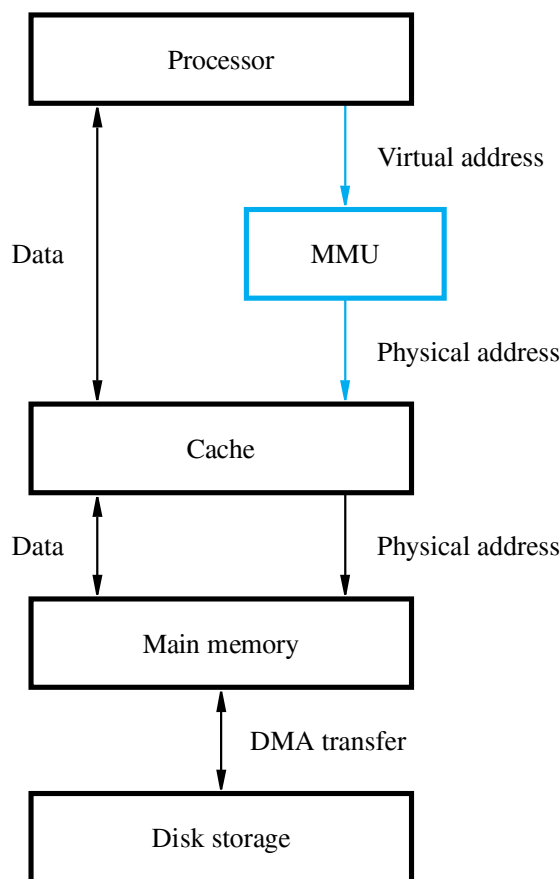 Processor
Virtual address
Data
MMU
Physical address
Cache
Data
Physical address
Main memory
DMA transfer
Disk storage